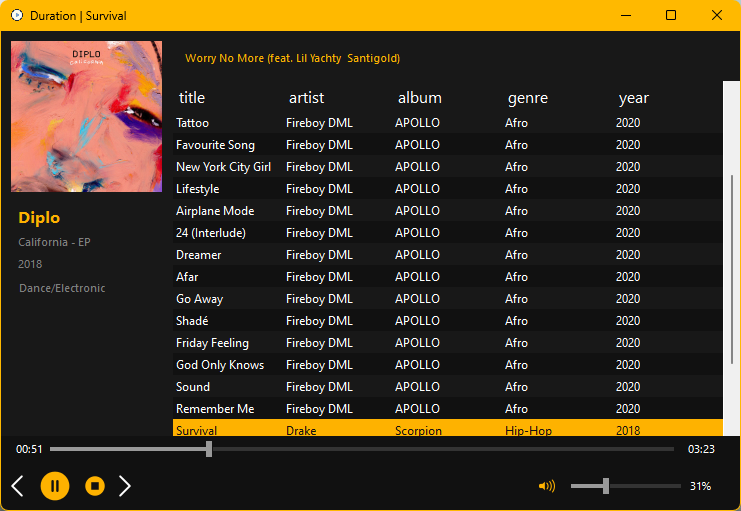 Duration | Survival
DIPLO
CALIFORNIA
Worry No More (feat. Lil Yachty  Santigold)
title artist album genre year
Tattoo Fireboy DML APOLLO Afro 2020
Favourite Song Fireboy DML APOLLO Afro 2020
New York City Girl Fireboy DML APOLLO Afro 2020
Lifestyle Fireboy DML APOLLO Afro 2020
Airplane Mode Fireboy DML APOLLO Afro 2020
24 (Interlude) Fireboy DML APOLLO Afro 2020
Dreamer Fireboy DML APOLLO Afro 2020
Afar Fireboy DML APOLLO Afro 2020
Go Away Fireboy DML APOLLO Afro 2020
Shadé Fireboy DML APOLLO Afro 2020
Friday Feeling Fireboy DML APOLLO Afro 2020
God Only Knows Fireboy DML APOLLO Afro 2020
Sound Fireboy DML APOLLO Afro 2020
Remember Me Fireboy DML APOLLO Afro 2020
Survival Drake Scorpion Hip-Hop 2018
Diplo
California - EP
2018
Dance/Electronic
00:51 03:23
31%